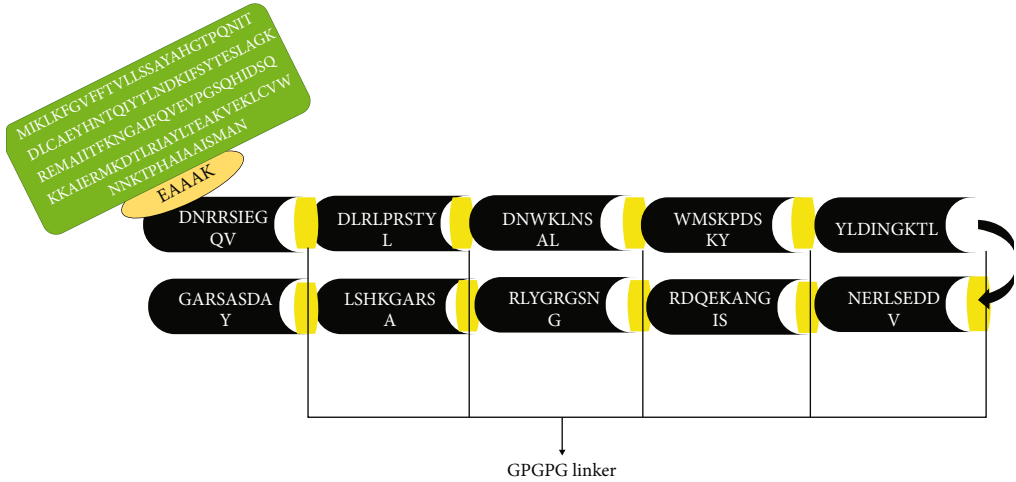 MIKLKFGVFFTVLLSSAYAHGTPQNIT
DLCAEYHNTQIYTLNDKIFSYTESLAGK
REMAIITFKNGAIFQVEVPGSQHIDSQ
KKAIERMKDTLRIAYLTEAKVEKLCVW
NNKTPHAIAAISMAN
EAAAK
DNRRSIEG
QV
DLRLPRSTY
L
DNWKLNS
AL
WMSKPDS
KY
YLDINGKTL
GARSASDA
Y
LSHKGARS
A
RLYGRGSN
G
RDQEKANG
IS
NERLSEDD
V
GPGPG linker